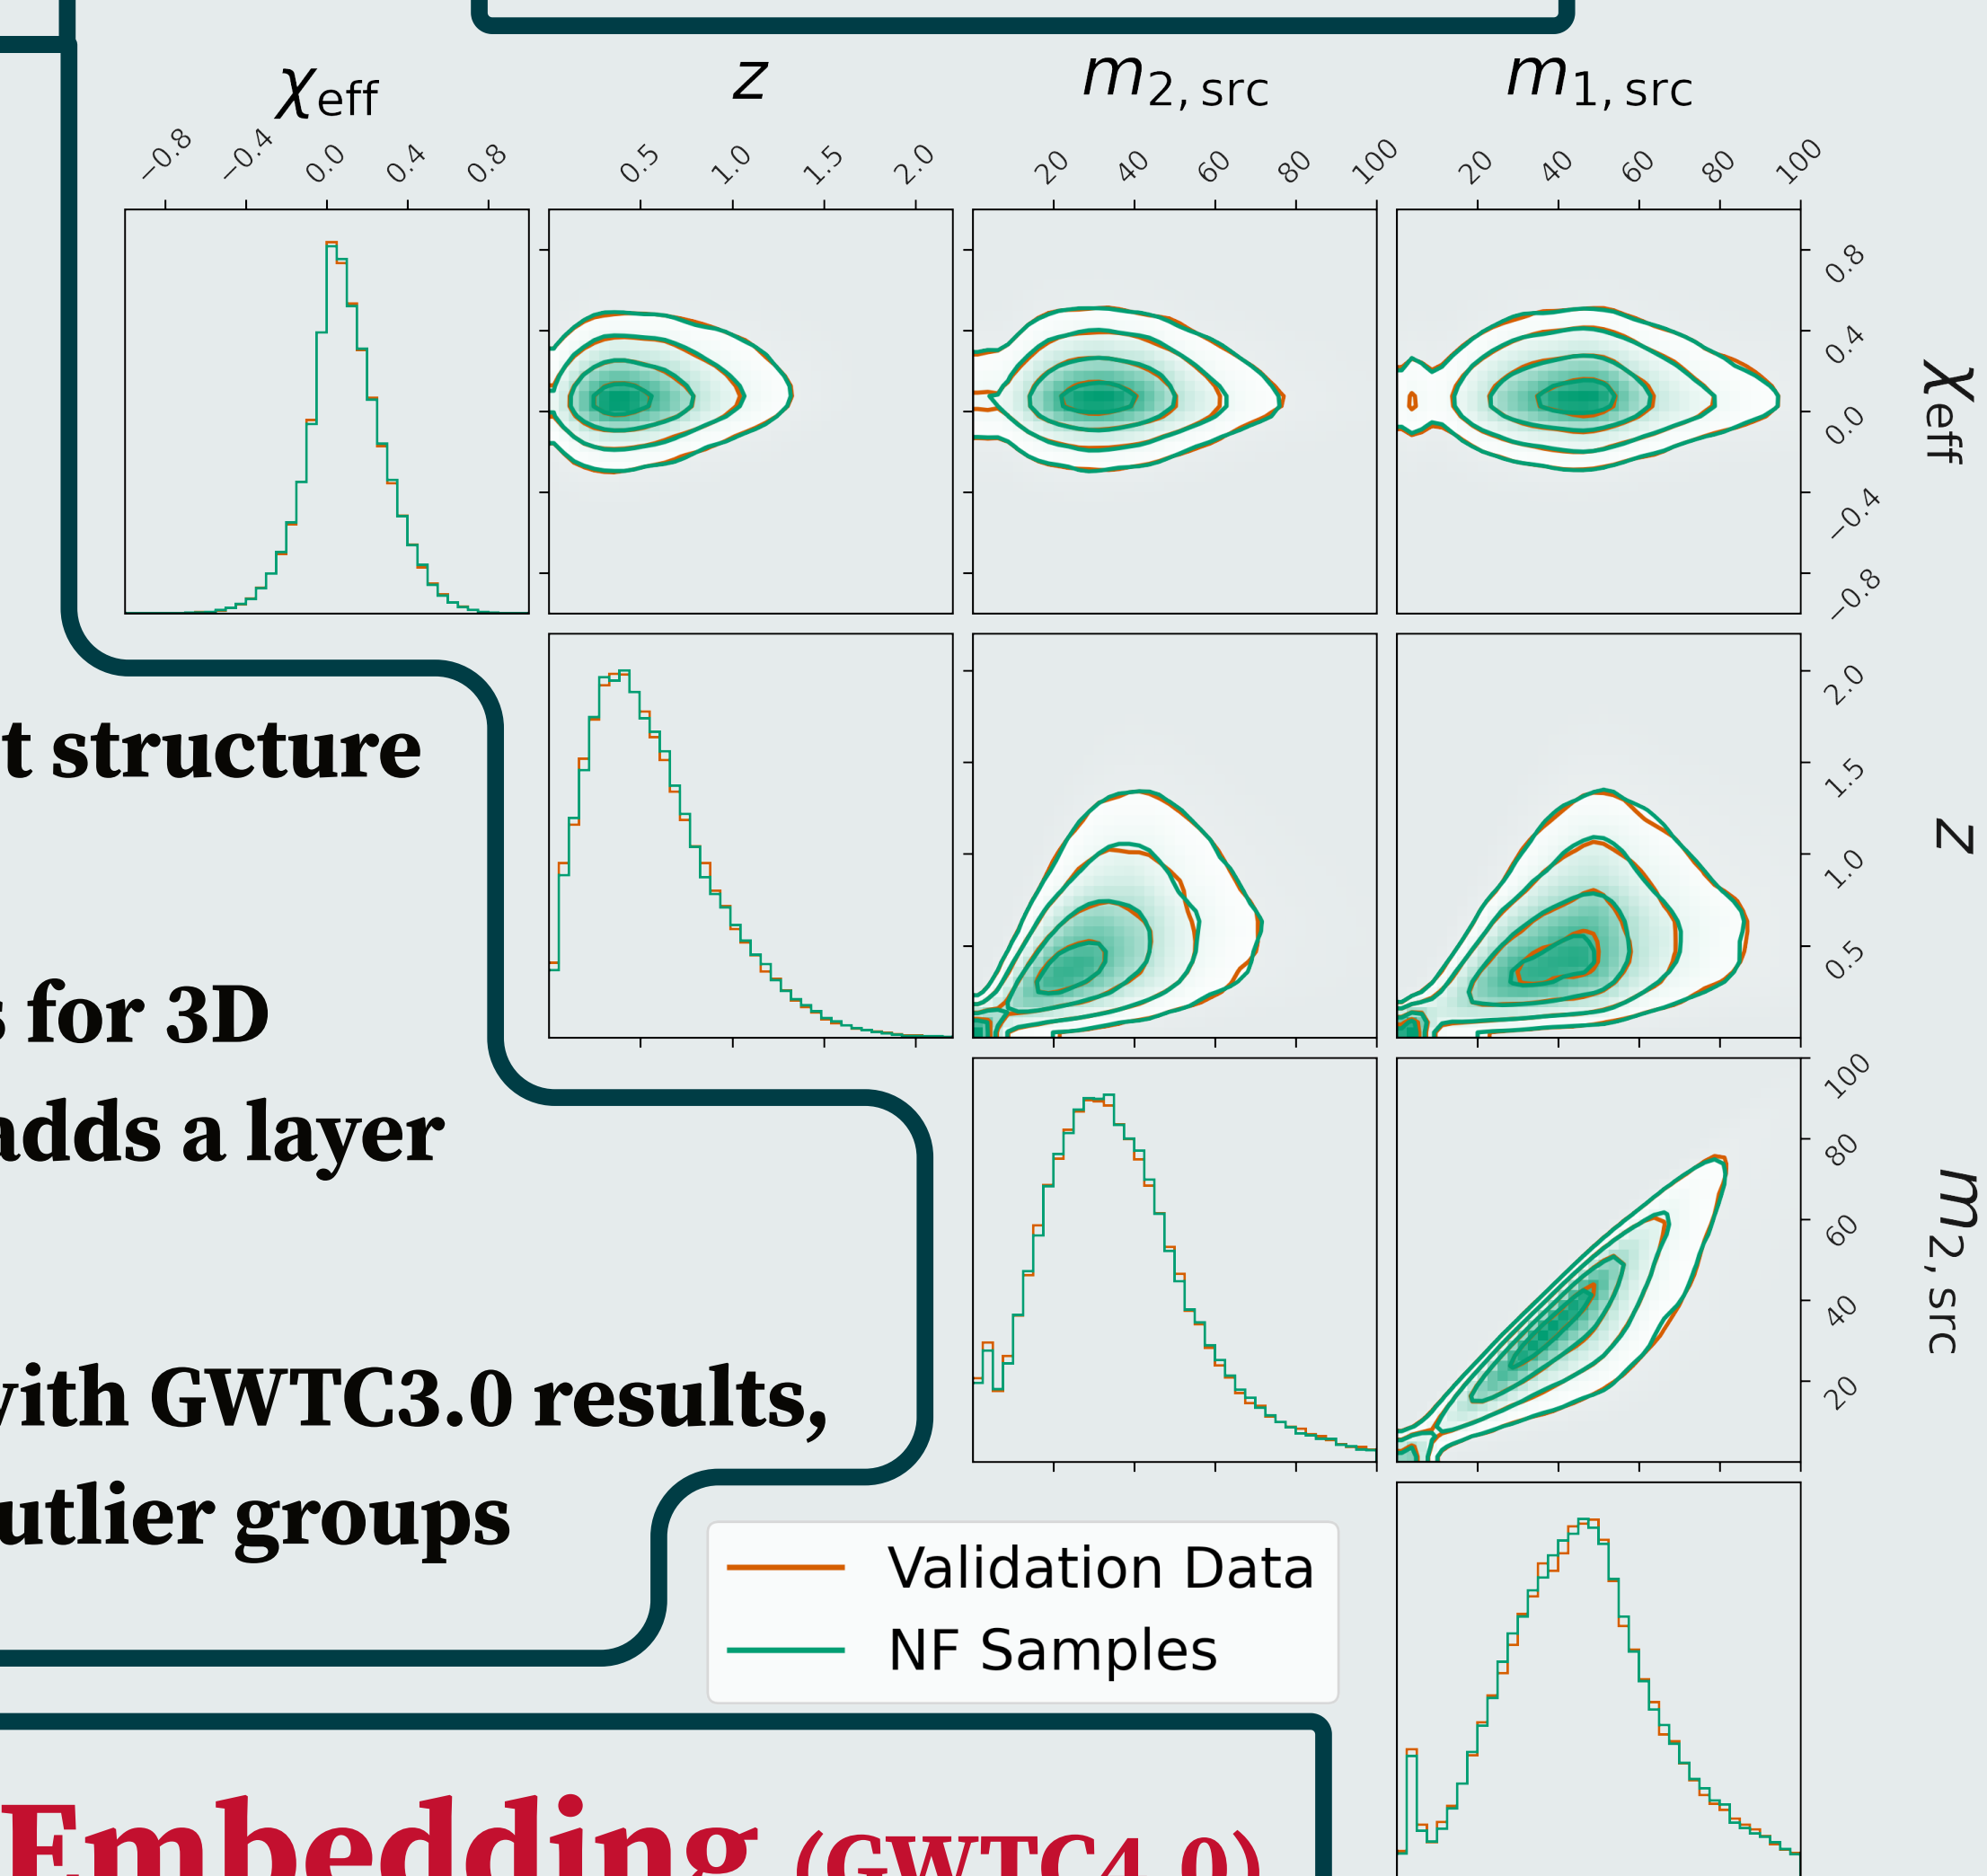 χeff z m2, src m1, src
−0.8 −0.4 0.0 0.4 0.8 0.5 1.0 1.5 2.0 20 40 60 80 100 20 40 60 80 100
0.8
0.4
0.0
−0.4
−0.8
χeff
t structure
2.0
1.5
1.0
0.5
z
s for 3D
adds a layer
100
80
60
40
20
m2, src
with GWTC3.0 results,
utlier groups
Validation Data
NF Samples
Embedding (GWTC4.0)